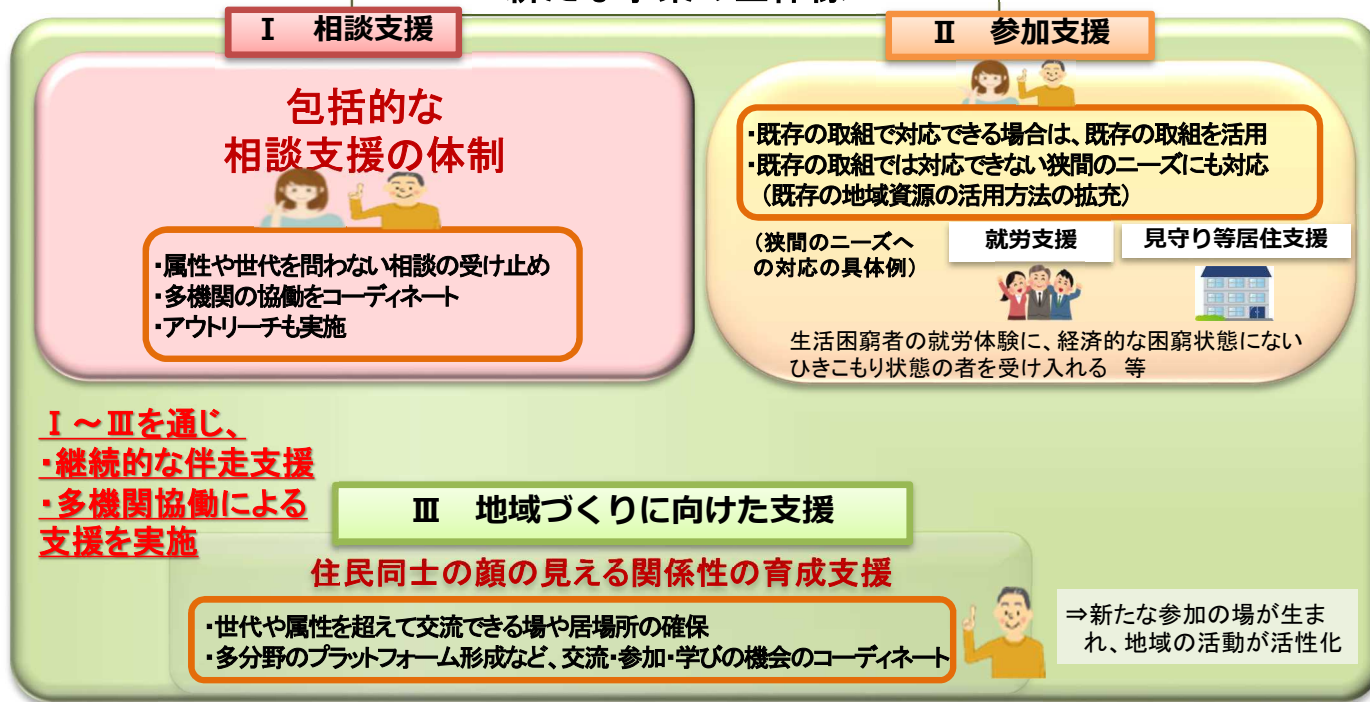 Ⅰ 相談支援
包括的な
相談支援の体制
・属性や世代を問わない相談の受け止め
・多機関の協働をコーディネート
・アウトリーチも実施
Ⅱ 参加支援
・既存の取組で対応できる場合は、既存の取組を活用
・既存の取組では対応できない狭間のニーズにも対応
（既存の地域資源の活用方法の拡充）
（狭間のニーズへ
の対応の具体例）
就労支援
見守り等居住支援
生活困窮者の就労体験に、経済的な困窮状態にない
ひきこもり状態の者を受け入れる 等
Ⅰ～Ⅲを通じ、
・継続的な伴走支援
・多機関協働による
支援を実施
Ⅲ 地域づくりに向けた支援
住民同士の顔の見える関係性の育成支援
・世代や属性を超えて交流できる場や居場所の確保
・多分野のプラットフォーム形成など、交流・参加・学びの機会のコーディネート
⇒新たな参加の場が生ま
れ、地域の活動が活性化